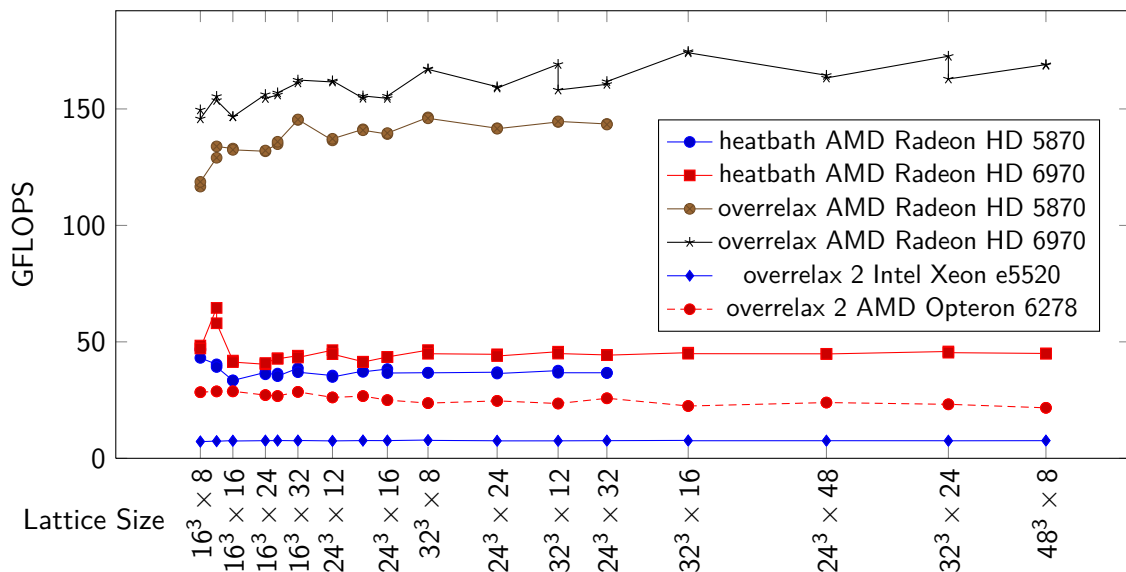 150
100
50
0
GFLOPS
heatbath AMD Radeon HD 5870
heatbath AMD Radeon HD 6970
overrelax AMD Radeon HD 5870
overrelax AMD Radeon HD 6970
overrelax 2 Intel Xeon e5520
overrelax 2 AMD Opteron 6278
Lattice Size
16³ × 8
16³ × 16
16³ × 24
16³ × 32
24³ × 12
24³ × 16
32³ × 8
24³ × 24
32³ × 12
24³ × 32
32³ × 16
24³ × 48
32³ × 24
48³ × 8